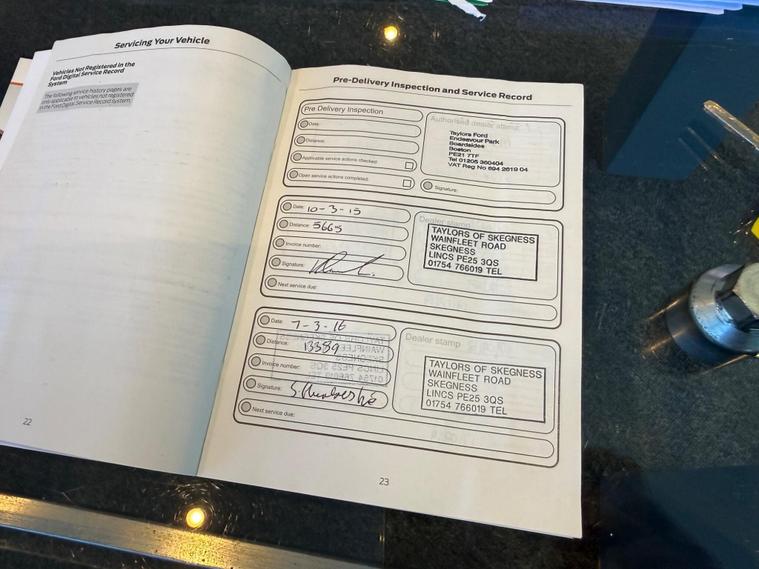 Servicing Your Vehicle
Vehicles Not Registered in the
Ford Digital Service Record
System
The following service history pages are
only applicable to vehicles not registered
in the Ford Digital Service Record System.
22
Pre-Delivery Inspection and Service Record
Pre Delivery Inspection
Date:
Distance:
Applicable service actions checked:
Open service actions completed:
Taylors Ford
Endeavour Park
Boardsides
Boston
PE21 7TF
Tel 01205 360404
VAT Reg No 694 2619 04
Signature:
Date: 10-3-15
Distance: 5665
Invoice number:
Signature:
Next service due:
Dealer stamp
TAYLORS OF SKEGNESS
WAINFLEET ROAD
SKEGNESS
LINCS PE25 3QS
01754 766019 TEL
Date: 7-3-16
Distance: 13389
Invoice number:
Signature:
Next service due:
Dealer stamp
TAYLORS OF SKEGNESS
WAINFLEET ROAD
SKEGNESS
LINCS PE25 3QS
01754 766019 TEL
23